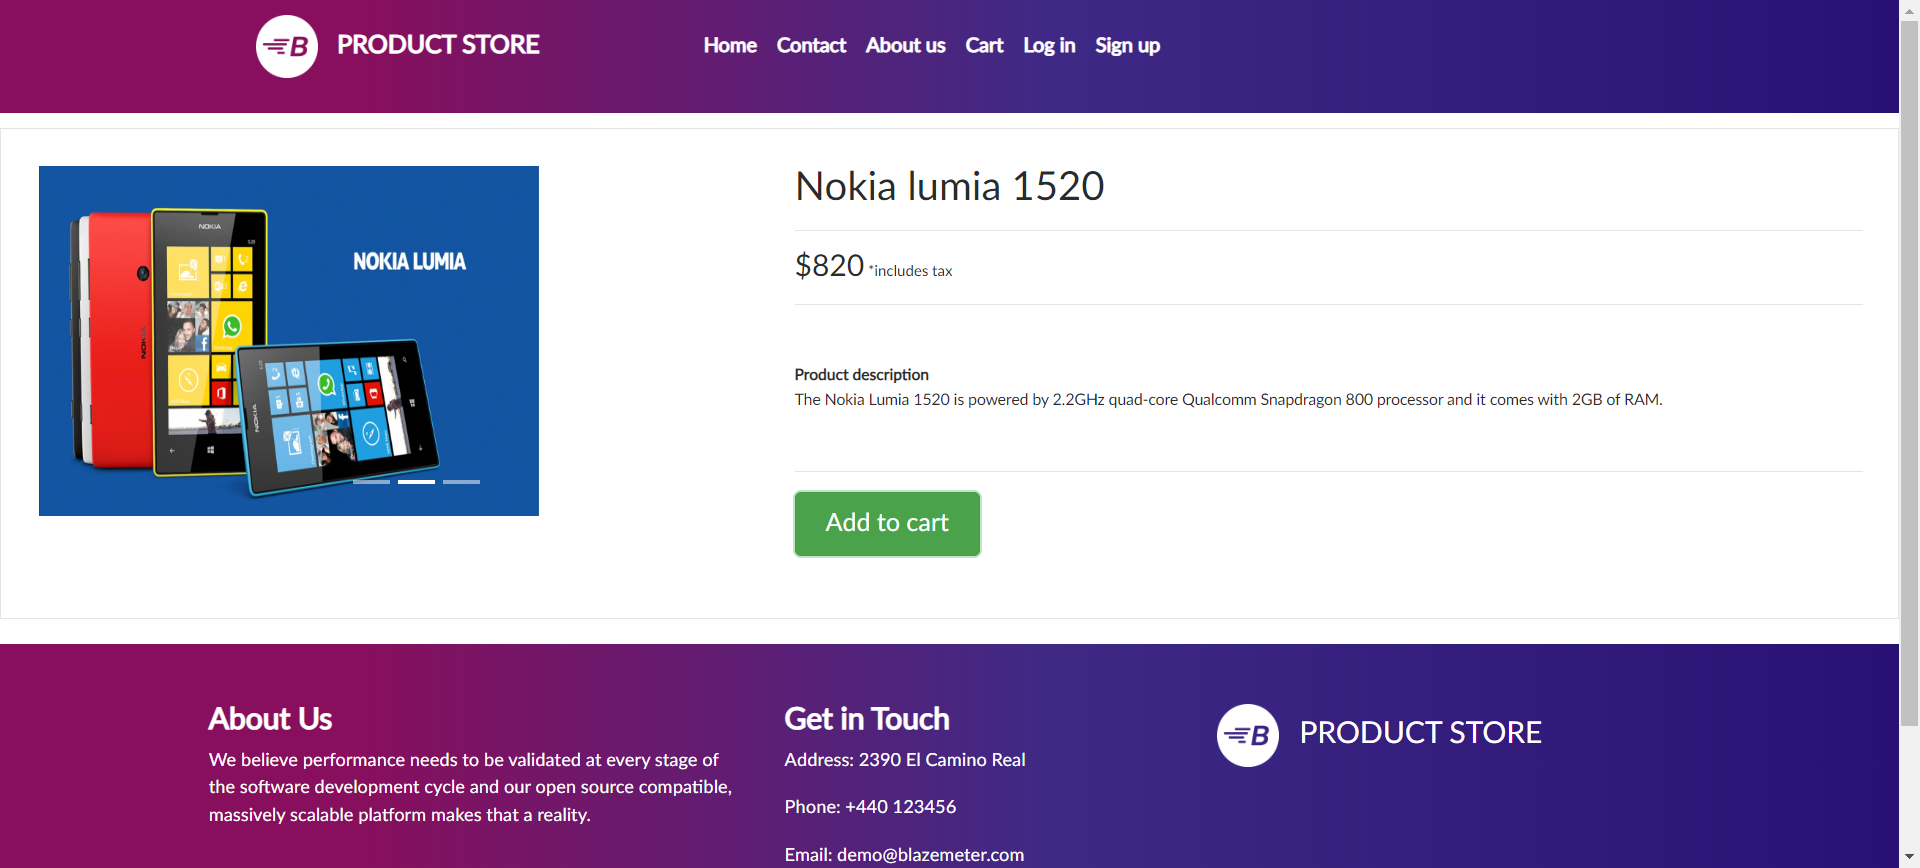 B PRODUCT STORE
Home Contact About us Cart Log in Sign up
Nokia lumia 1520
NOKIA
NOKIA LUMIA
$820 *includes tax
NOKIA
NOKIA
Product description
The Nokia Lumia 1520 is powered by 2.2GHz quad-core Qualcomm Snapdragon 800 processor and it comes with 2GB of RAM.
Add to cart
About Us
We believe performance needs to be validated at every stage of
the software development cycle and our open source compatible,
massively scalable platform makes that a reality.
Get in Touch
Address: 2390 El Camino Real
Phone: +440 123456
Email: demo@blazemeter.com
B PRODUCT STORE